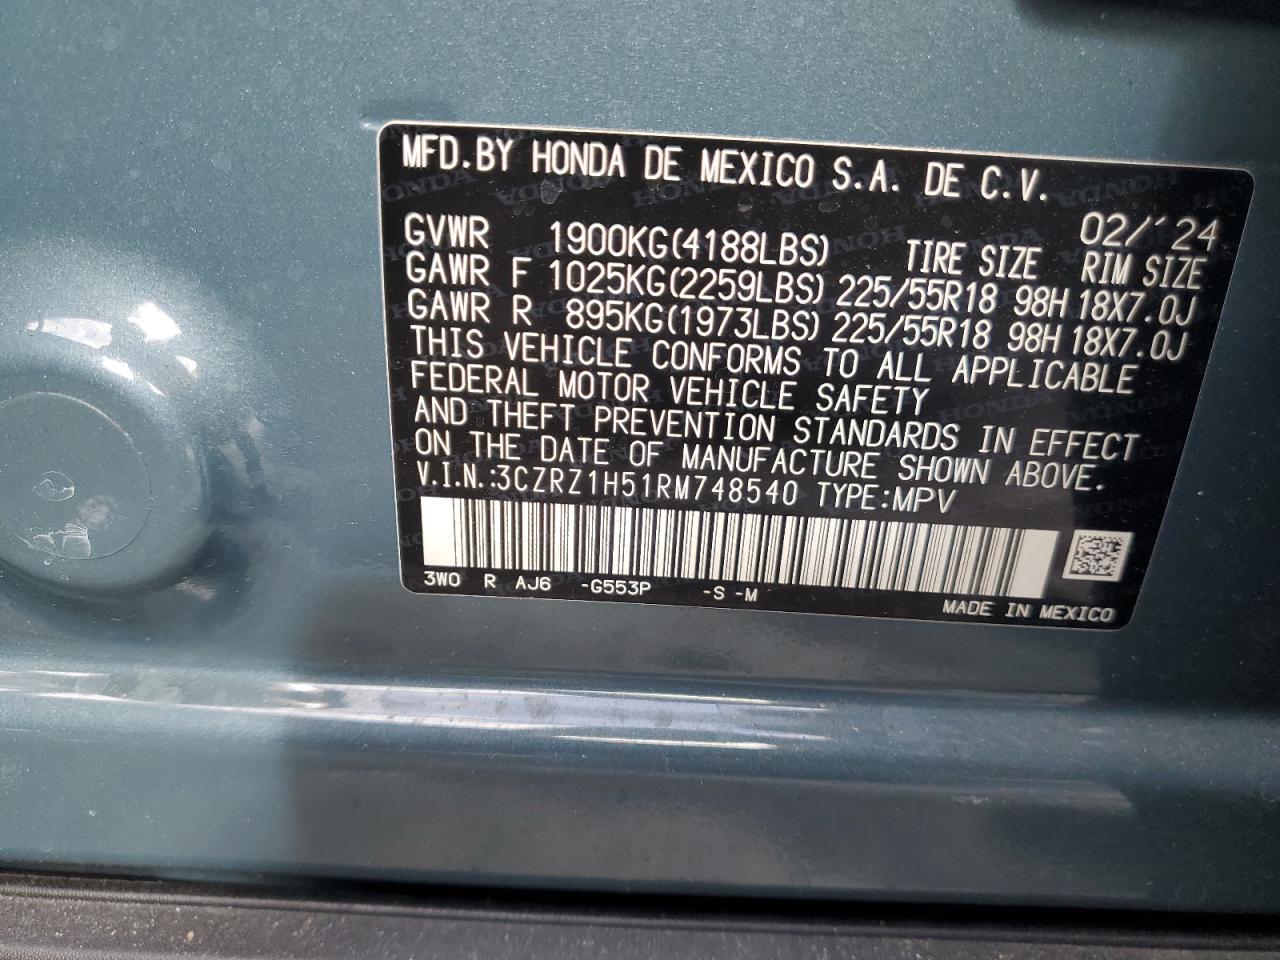 MFD.BY HONDA DE MEXICO S.A. DE C.V.
02/'24
GVWR 1900KG(4188LBS) TIRE SIZE RIM SIZE
GAWR F 1025KG(2259LBS) 225/55R18 98H 18X7.0J
GAWR R 895KG(1973LBS) 225/55R18 98H 18X7.0J
THIS VEHICLE CONFORMS TO ALL APPLICABLE
FEDERAL MOTOR VEHICLE SAFETY
AND THEFT PREVENTION STANDARDS IN EFFECT
ON THE DATE OF MANUFACTURE SHOWN ABOVE.
V.I.N.:3CZRZ1H51RM748540 TYPE:MPV
3WO R AJ6 -G553P -S -M
MADE IN MEXICO